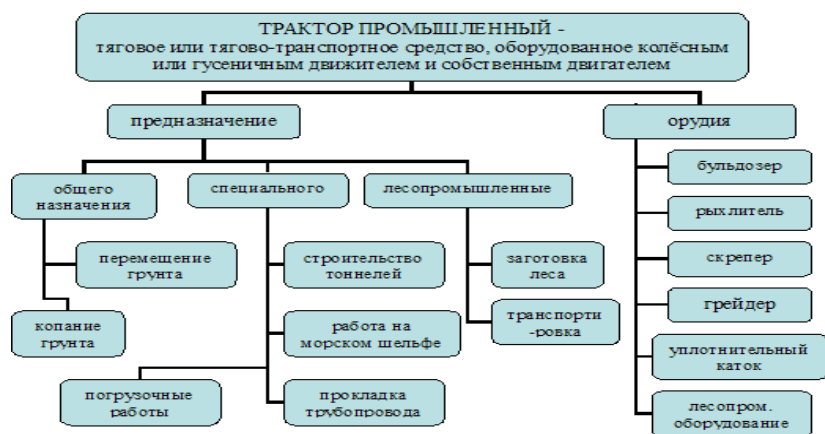 ТРАКТОР ПРОМЫШЛЕННЫЙ -
тяговое или тягово-транспортное средство, оборудованное колёсным
или гусеничным движителем и собственным двигателем
предназначение
орудия
общего
назначения
специального
лесопромышленные
бульдозер
рыхлитель
перемещение
грунта
строительство
тоннелей
заготовка
леса
скрепер
копание
грунта
работа на
морском шельфе
транспорти
-ровка
грейдер
уплотнительный
каток
погрузочные
работы
прокладка
трубопровода
лесопром.
оборудование